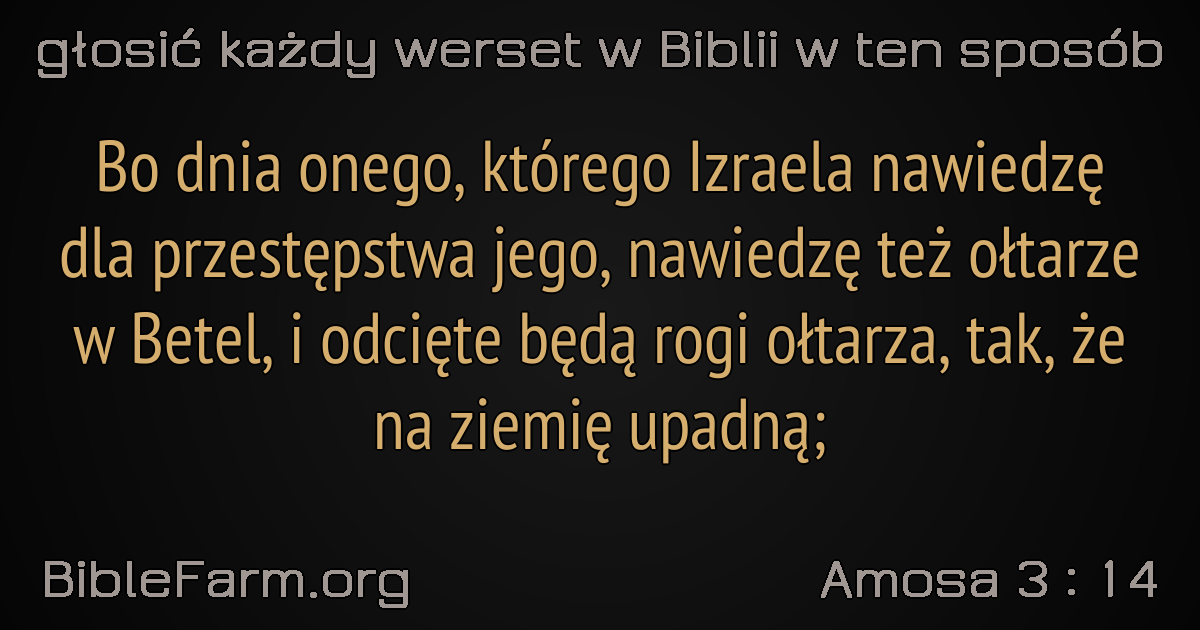 głosić każdy werset w Biblii w ten sposób
Bo dnia onego, którego Izraela nawiedzę
dla przestępstwa jego, nawiedzę też ołtarze
w Betel, i odcięte będą rogi ołtarza, tak, że
na ziemię upadną;
BibleFarm.org
Amosa 3 : 14